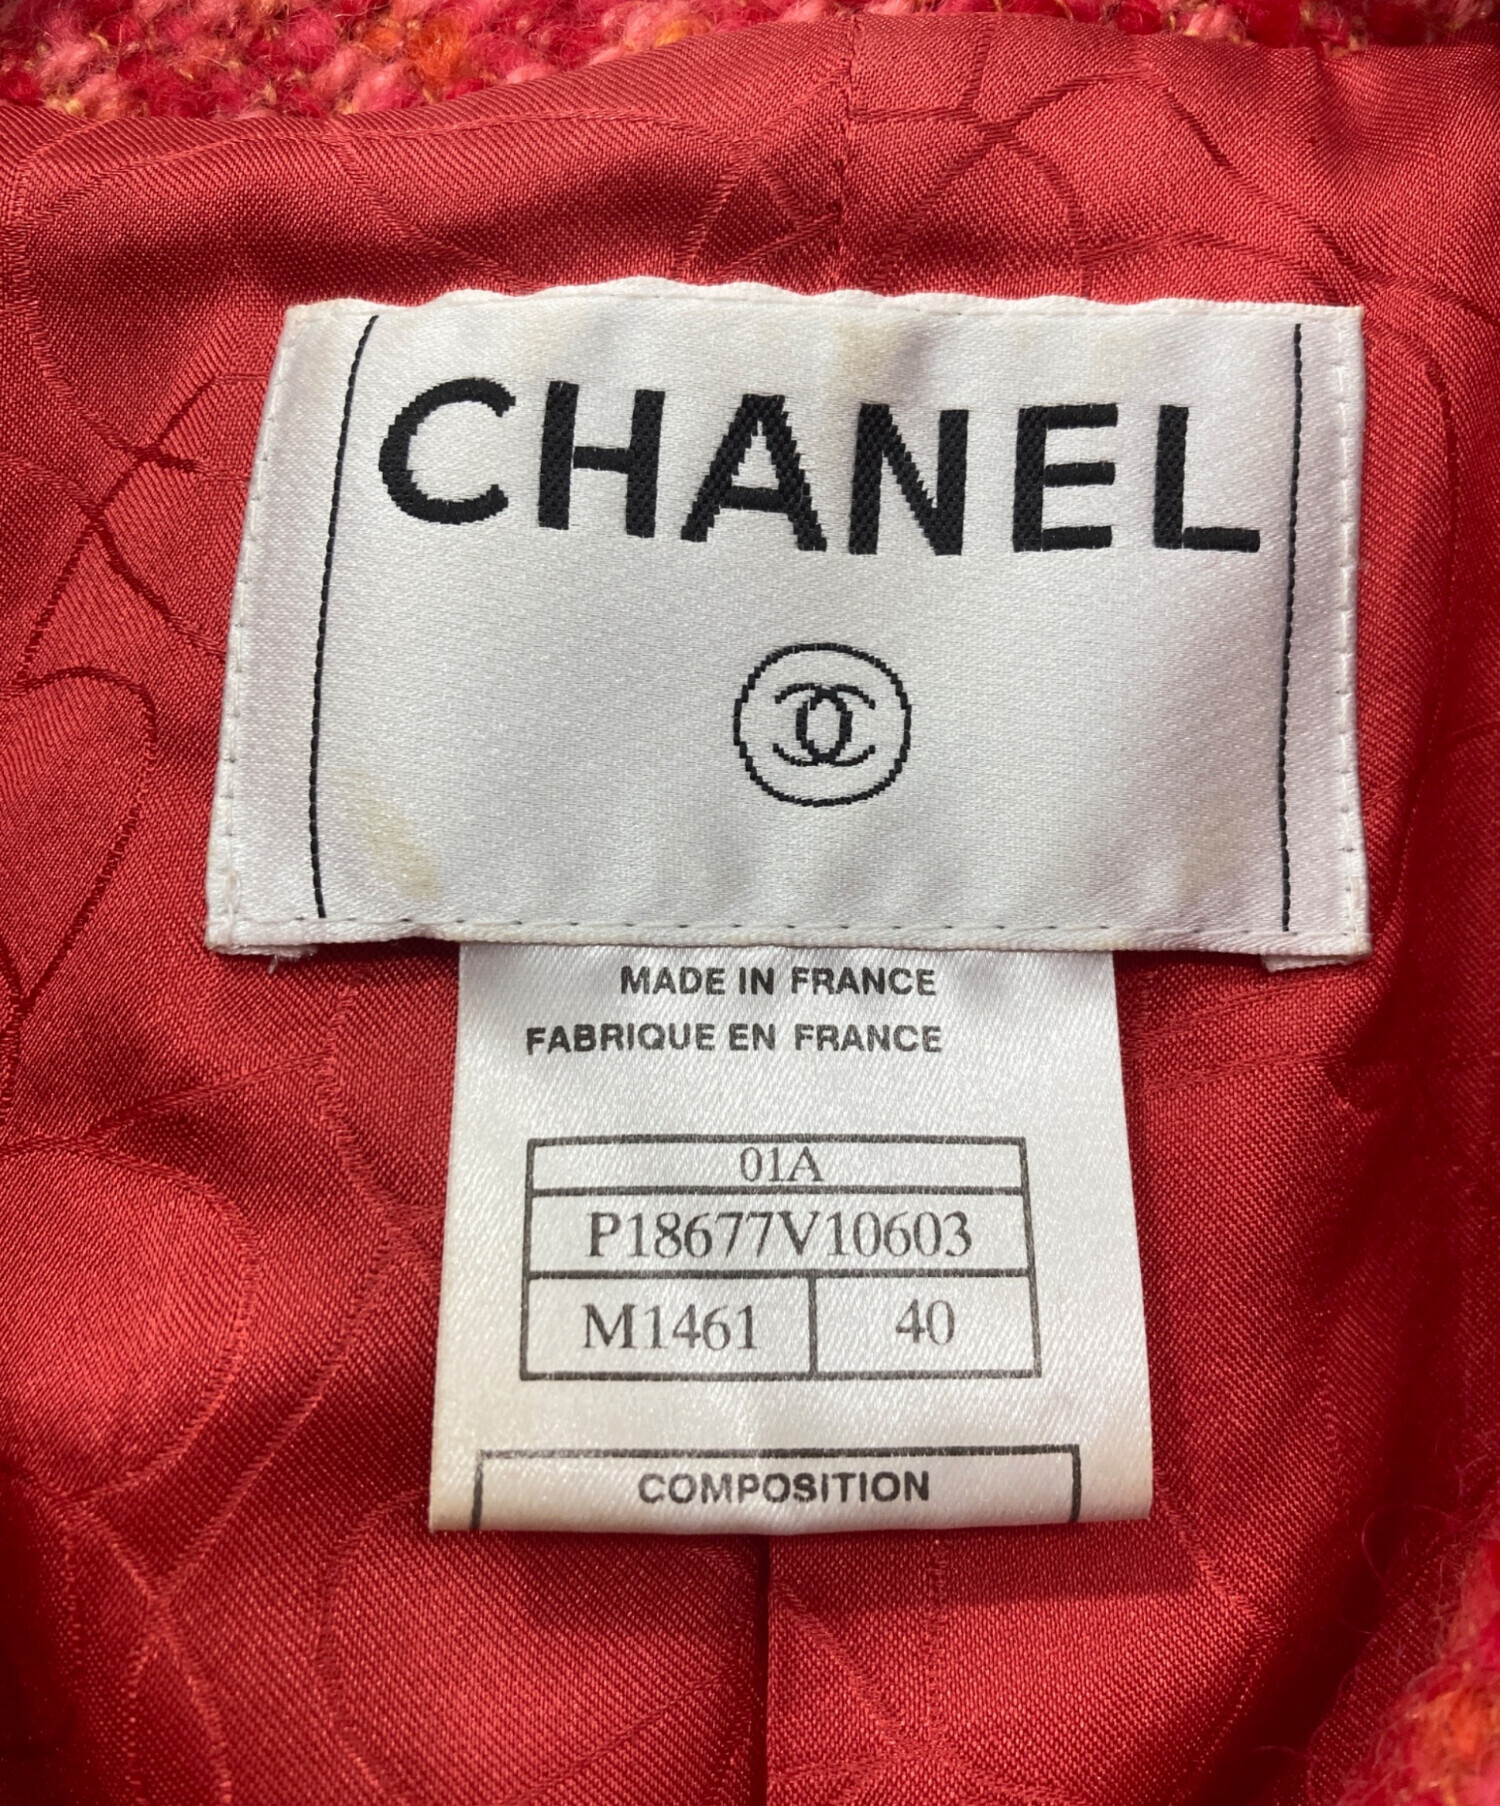 CHANEL
MADE IN FRANCE
FABRIQUE EN FRANCE
01A
P18677V10603
M1461 40
COMPOSITION